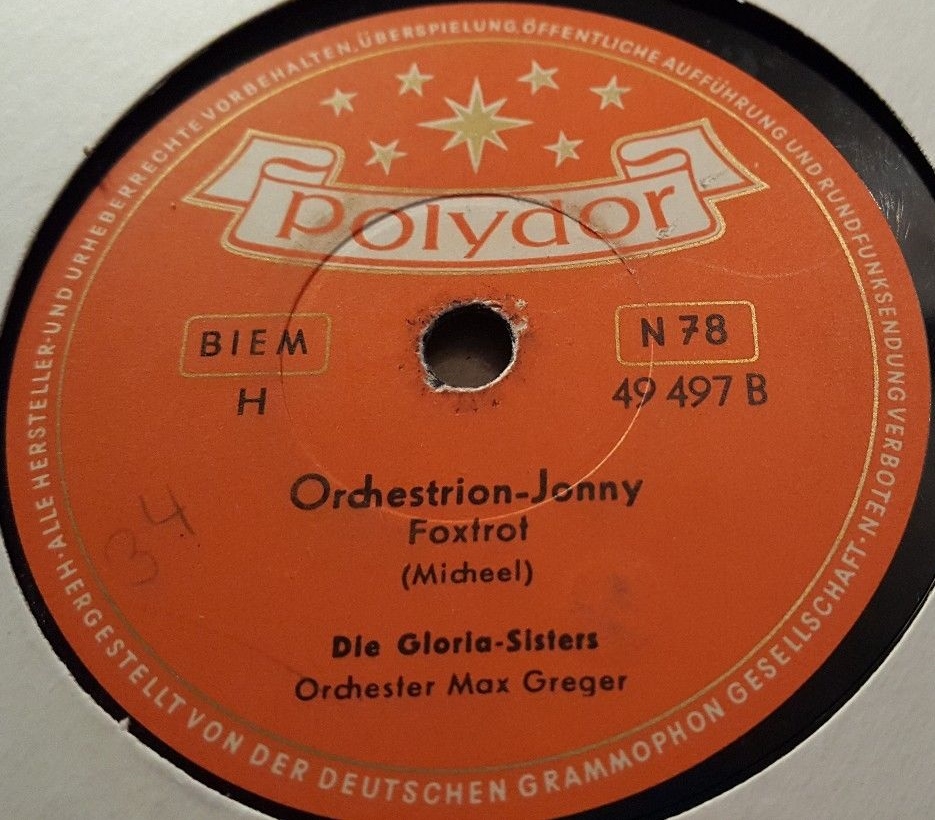 · HERGESTELLT VON DER DEUTSCHEN GRAMMOPHON GESELLSCHAFT · ALLE HERSTELLER- UND URHEBERRECHTE VORBEHALTEN, ÜBERSPIELUNG, ÖFFENTLICHE AUFFÜHRUNG UND RUNDFUNKSENDUNG VERBOTEN
polydor
BIEM
N 78
H
49 497 B
Orchestrion-Jonny
Foxtrot
(Micheel)
34
Die Gloria-Sisters
Orchester Max Greger